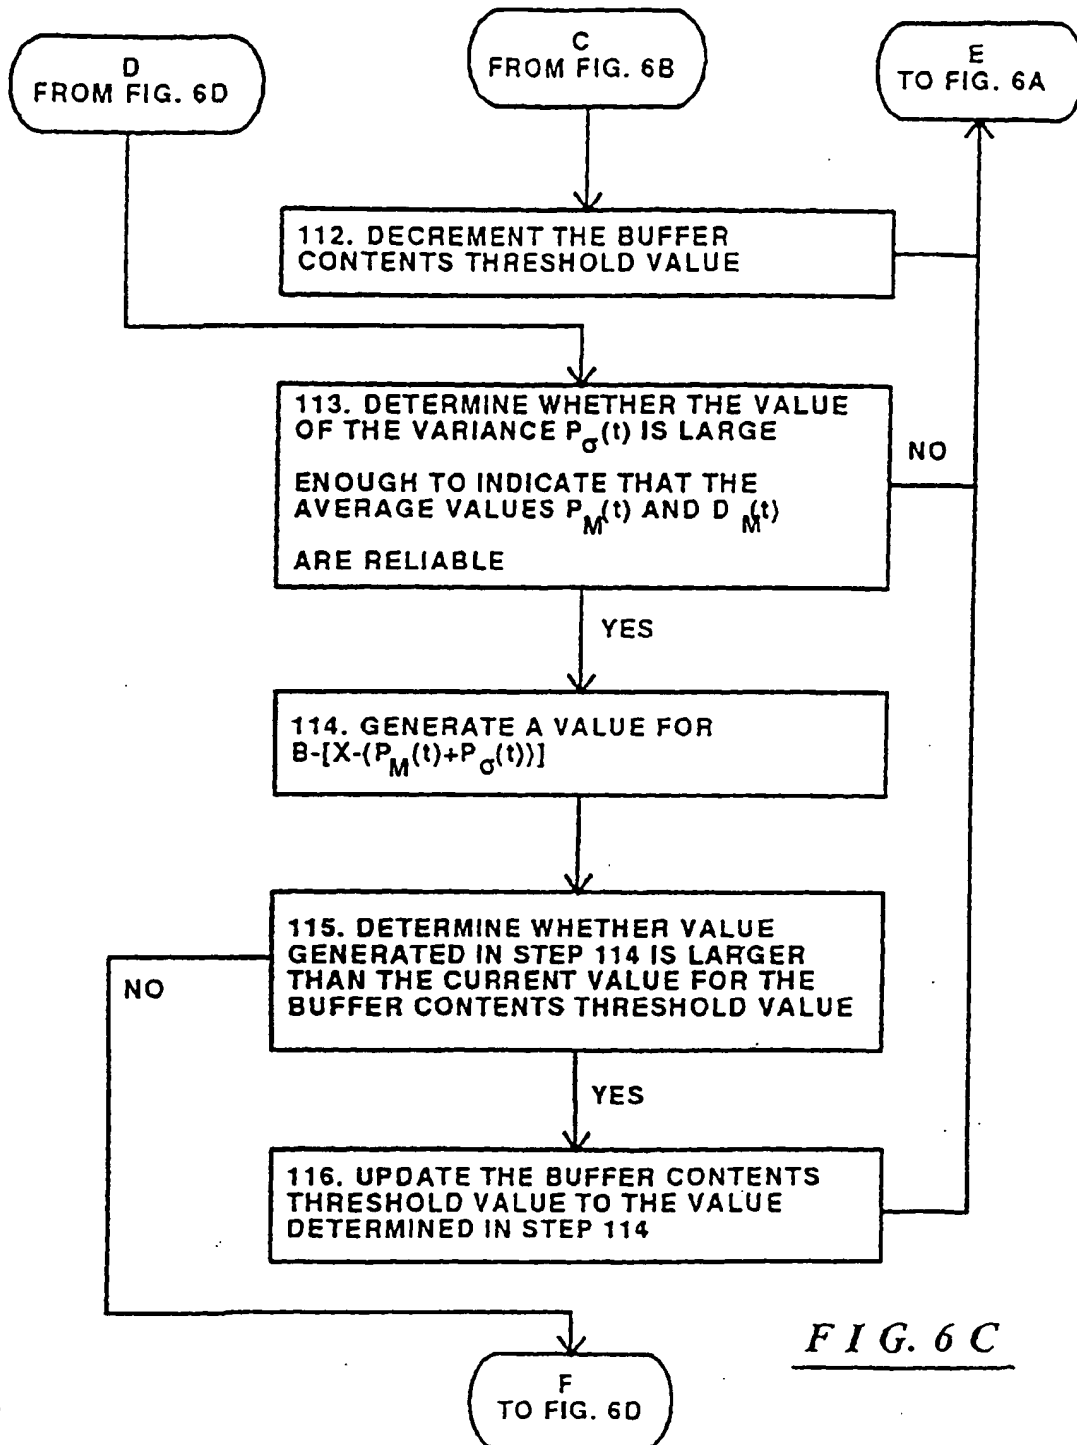 D
FROM FIG. 6D
C
FROM FIG. 6B
E
TO FIG. 6A
112. DECREMENT THE BUFFER
CONTENTS THRESHOLD VALUE
113. DETERMINE WHETHER THE VALUE
OF THE VARIANCE Pσ(t) IS LARGE
ENOUGH TO INDICATE THAT THE
AVERAGE VALUES PM(t) AND DM(t)
ARE RELIABLE
NO
YES
114. GENERATE A VALUE FOR
B-[X-(PM(t)+Pσ(t))]
115. DETERMINE WHETHER VALUE
GENERATED IN STEP 114 IS LARGER
THAN THE CURRENT VALUE FOR THE
BUFFER CONTENTS THRESHOLD VALUE
NO
YES
116. UPDATE THE BUFFER CONTENTS
THRESHOLD VALUE TO THE VALUE
DETERMINED IN STEP 114
F
TO FIG. 6D
FIG. 6C